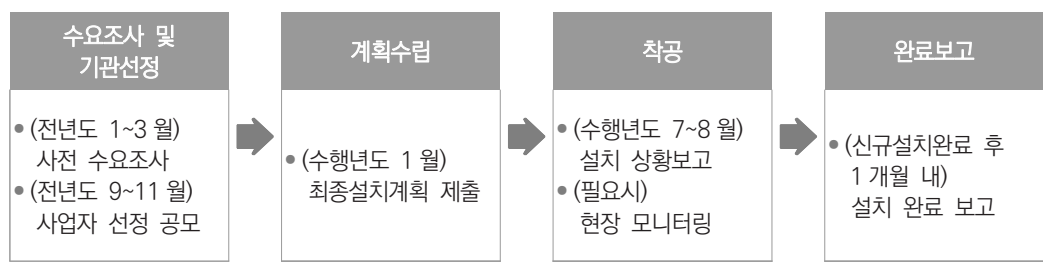 수요조사 및
기관선정
• (전년도 1~3월)
사전 수요조사
• (전년도 9~11월)
사업자 선정 공모
계획수립
• (수행년도 1월)
최종설치계획 제출
착공
• (수행년도 7~8월)
설치 상황보고
• (필요시)
현장 모니터링
완료보고
• (신규설치완료 후
1개월 내)
설치 완료 보고